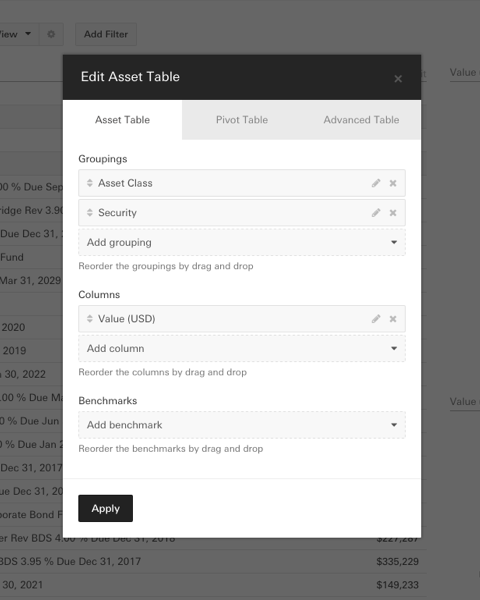 View
Add Filter
Edit Asset Table
Value
Asset Table
Pivot Table
Advanced Table
Groupings
Asset Class
Security
Add grouping
Reorder the groupings by drag and drop
Columns
Value (USD)
Add column
Reorder the columns by drag and drop
Benchmarks
Add benchmark
Reorder the benchmarks by drag and drop
Apply
00 % Due Sep
ridge Rev 3.90
Due Dec 31,
Fund
Mar 31, 2029
2020
2019
30, 2022
.00 % Due Ma
0 % Due Jun
0 % Due Jan 2
Dec 31, 2017
ue Dec 31, 20
orate Bond F
Value
er Rev BDS 4.00 % Due Dec 31, 2018
$227,287
BDS 3.95 % Due Dec 31, 2017
$335,229
30, 2021
$149,233